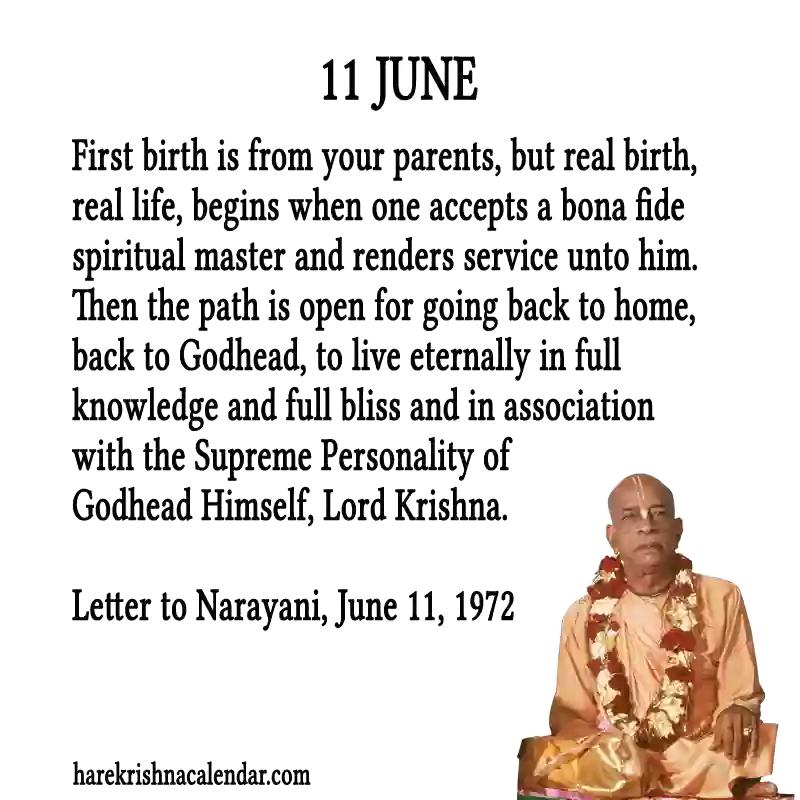 11 JUNE
First birth is from your parents, but real birth,
real life, begins when one accepts a bona fide
spiritual master and renders service unto him.
Then the path is open for going back to home,
back to Godhead, to live eternally in full
knowledge and full bliss and in association
with the Supreme Personality of
Godhead Himself, Lord Krishna.
Letter to Narayani, June 11, 1972
harekrishnacalendar.com